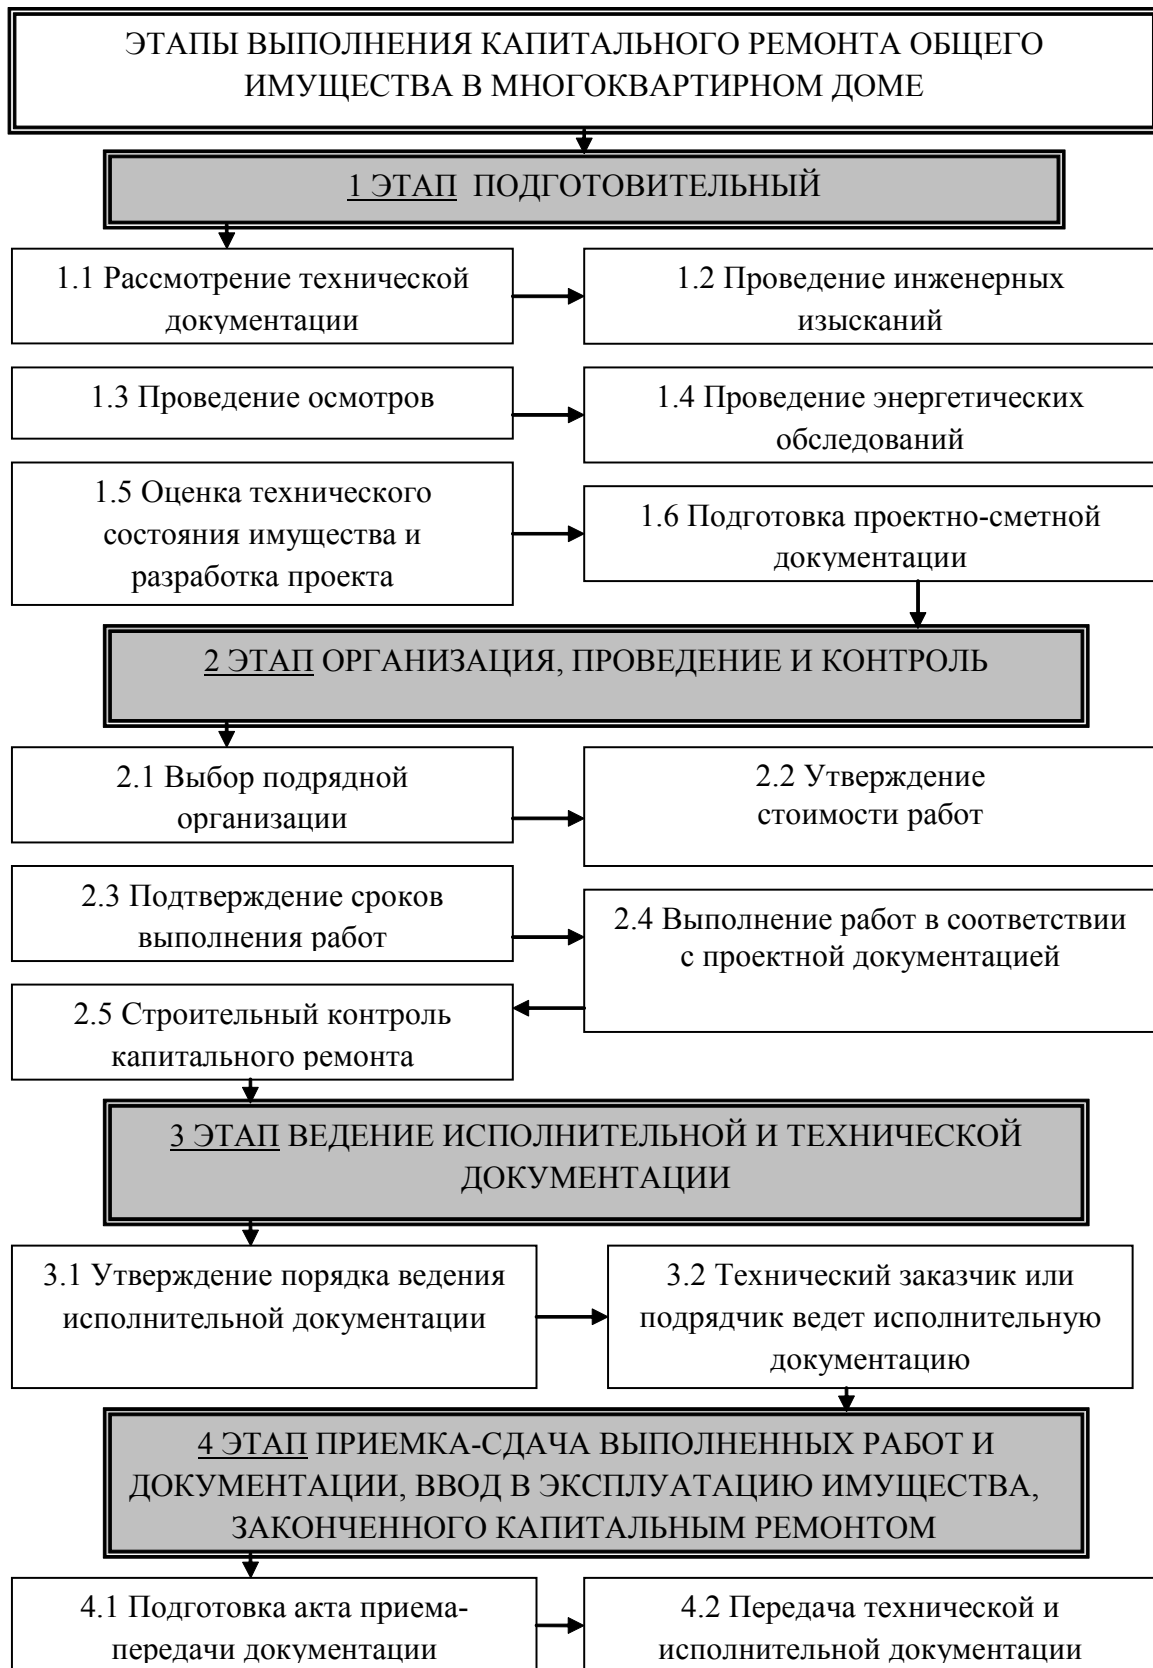 ЭТАПЫ ВЫПОЛНЕНИЯ КАПИТАЛЬНОГО РЕМОНТА ОБЩЕГО
ИМУЩЕСТВА В МНОГОКВАРТИРНОМ ДОМЕ
1 ЭТАП ПОДГОТОВИТЕЛЬНЫЙ
1.1 Рассмотрение технической
документации
1.2 Проведение инженерных
изысканий
1.3 Проведение осмотров
1.4 Проведение энергетических
обследований
1.5 Оценка технического
состояния имущества и
разработка проекта
1.6 Подготовка проектно-сметной
документации
2 ЭТАП ОРГАНИЗАЦИЯ, ПРОВЕДЕНИЕ И КОНТРОЛЬ
2.1 Выбор подрядной
организации
2.2 Утверждение
стоимости работ
2.3 Подтверждение сроков
выполнения работ
2.4 Выполнение работ в соответствии
с проектной документацией
2.5 Строительный контроль
капитального ремонта
3 ЭТАП ВЕДЕНИЕ ИСПОЛНИТЕЛЬНОЙ И ТЕХНИЧЕСКОЙ
ДОКУМЕНТАЦИИ
3.1 Утверждение порядка ведения
исполнительной документации
3.2 Технический заказчик или
подрядчик ведет исполнительную
документацию
4 ЭТАП ПРИЕМКА-СДАЧА ВЫПОЛНЕННЫХ РАБОТ И
ДОКУМЕНТАЦИИ, ВВОД В ЭКСПЛУАТАЦИЮ ИМУЩЕСТВА,
ЗАКОНЧЕННОГО КАПИТАЛЬНЫМ РЕМОНТОМ
4.1 Подготовка акта приема-
передачи документации
4.2 Передача технической и
исполнительной документации